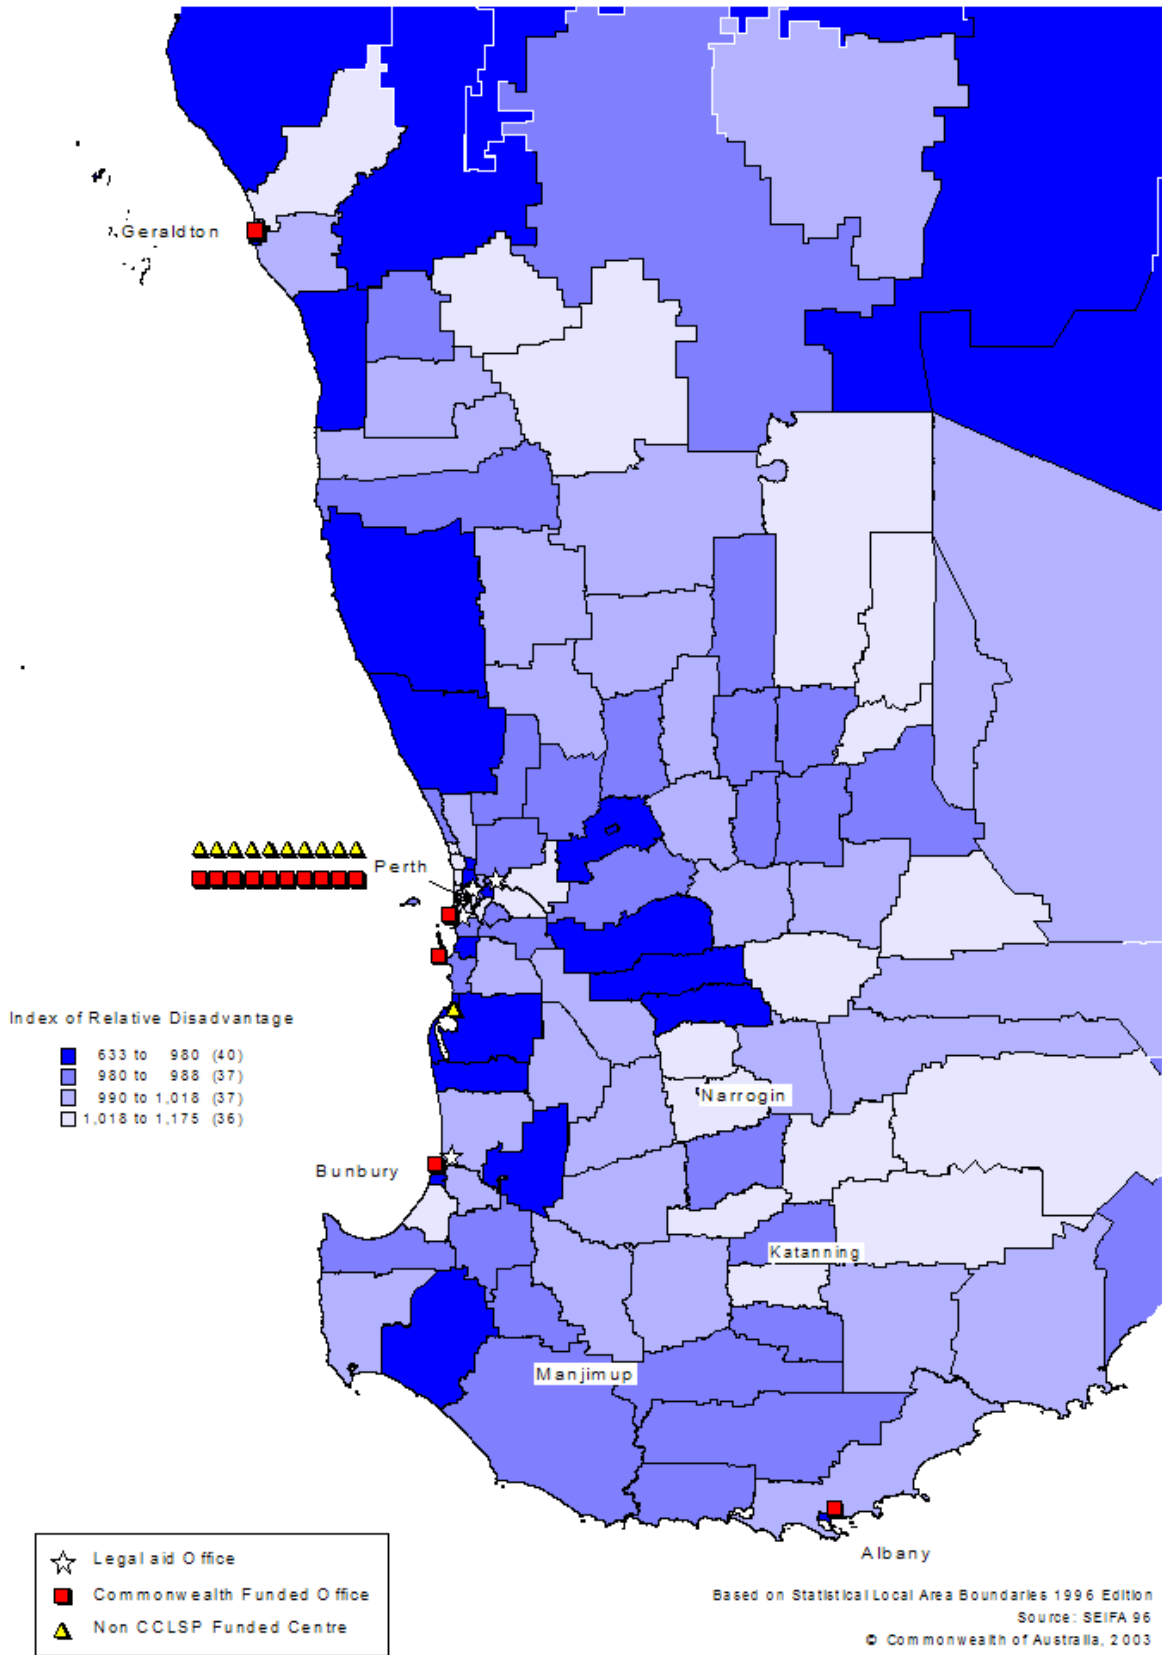 Geraldton
Perth
Index of Relative Disadvantage
633 to 980 (40)
980 to 988 (37)
990 to 1,018 (37)
1,018 to 1,175 (36)
Narrogin
Bunbury
Katanning
Manjimup
Albany
Legal aid Office
Commonwealth Funded Office
Non CCLSP Funded Centre
Based on Statistical Local Area Boundaries 1996 Edition
Source: SEIFA 96
© Commonwealth of Australia, 2003